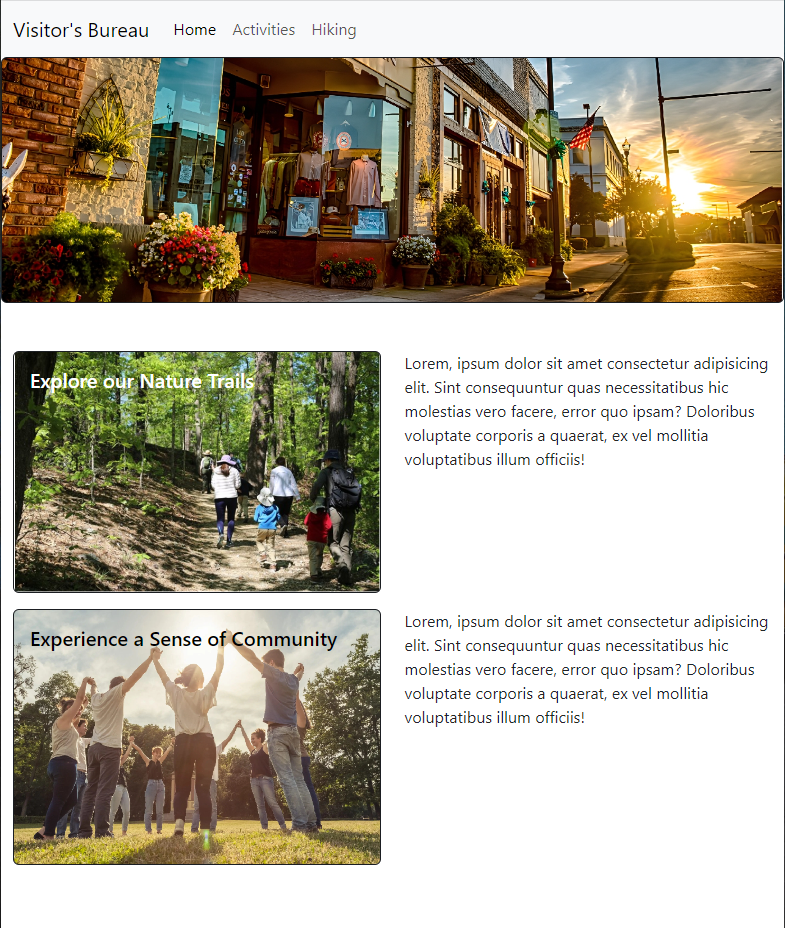 Visitor's Bureau Home Activities Hiking
Explore our Nature Trails
Lorem, ipsum dolor sit amet consectetur adipisicing
elit. Sint consequuntur quas necessitatibus hic
molestias vero facere, error quo ipsam? Doloribus
voluptate corporis a quaerat, ex vel mollitia
voluptatibus illum officiis!
Experience a Sense of Community
Lorem, ipsum dolor sit amet consectetur adipisicing
elit. Sint consequuntur quas necessitatibus hic
molestias vero facere, error quo ipsam? Doloribus
voluptate corporis a quaerat, ex vel mollitia
voluptatibus illum officiis!